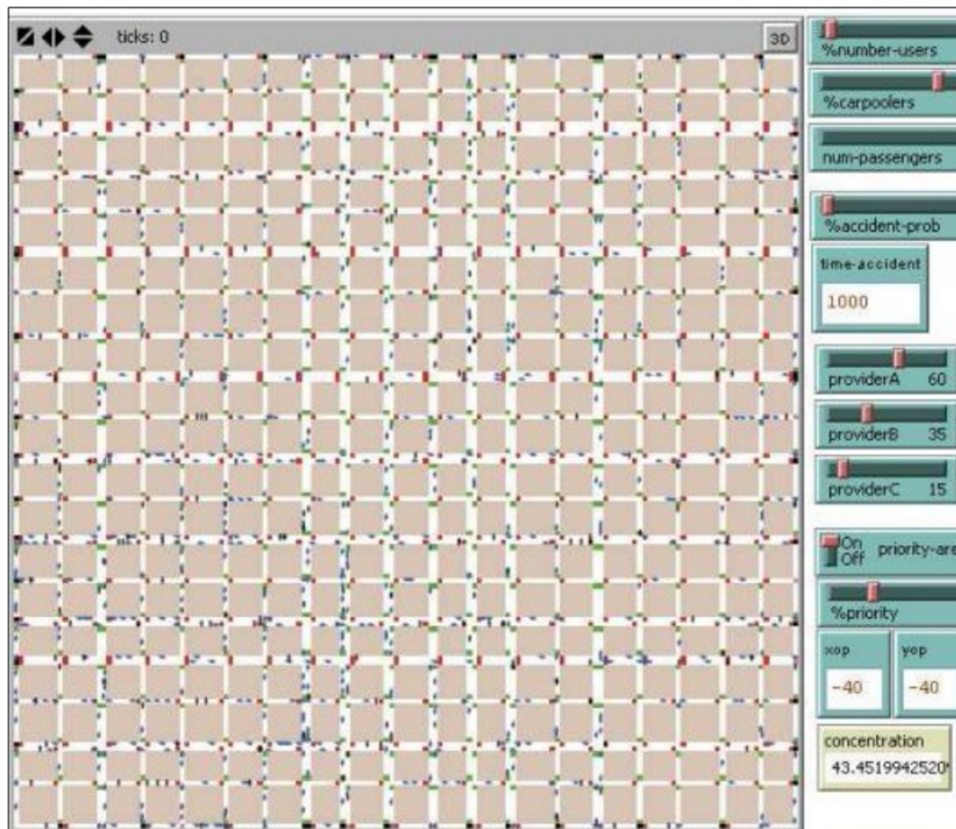 ticks: 0
3D
%number-users
%carpoolers
num-passengers
%accident-prob
time-accident
1000
providerA 60
providerB 35
providerC 15
On
Off
priority-are
%priority
xop
yop
-40
-40
concentration
43.4519942520